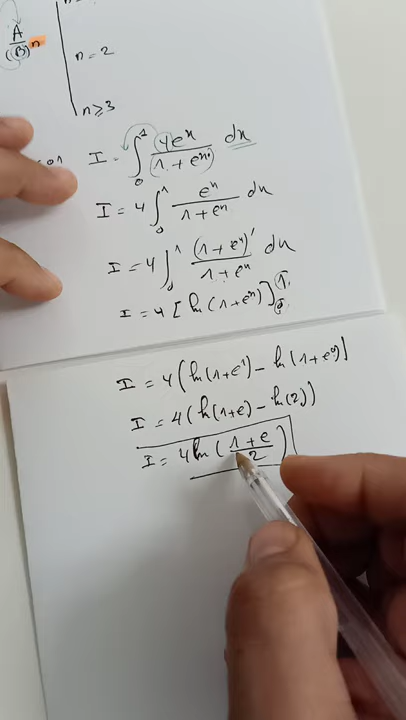 A/(B)ⁿ
n = 2
n ≥ 3
I = ∫₀¹ 4eˣ/(1 + eˣ) dx
I = 4 ∫₀¹ eˣ/(1 + eˣ) dx
I = 4 ∫₀¹ (1 + eˣ)'/(1 + eˣ) dx
I = 4 [ln(1 + eˣ)]₀¹
I = 4(ln(1+e¹) - ln(1+e⁰)]
I = 4(ln(1+e) - ln(2))
I = 4 ln((1 + e)/2)